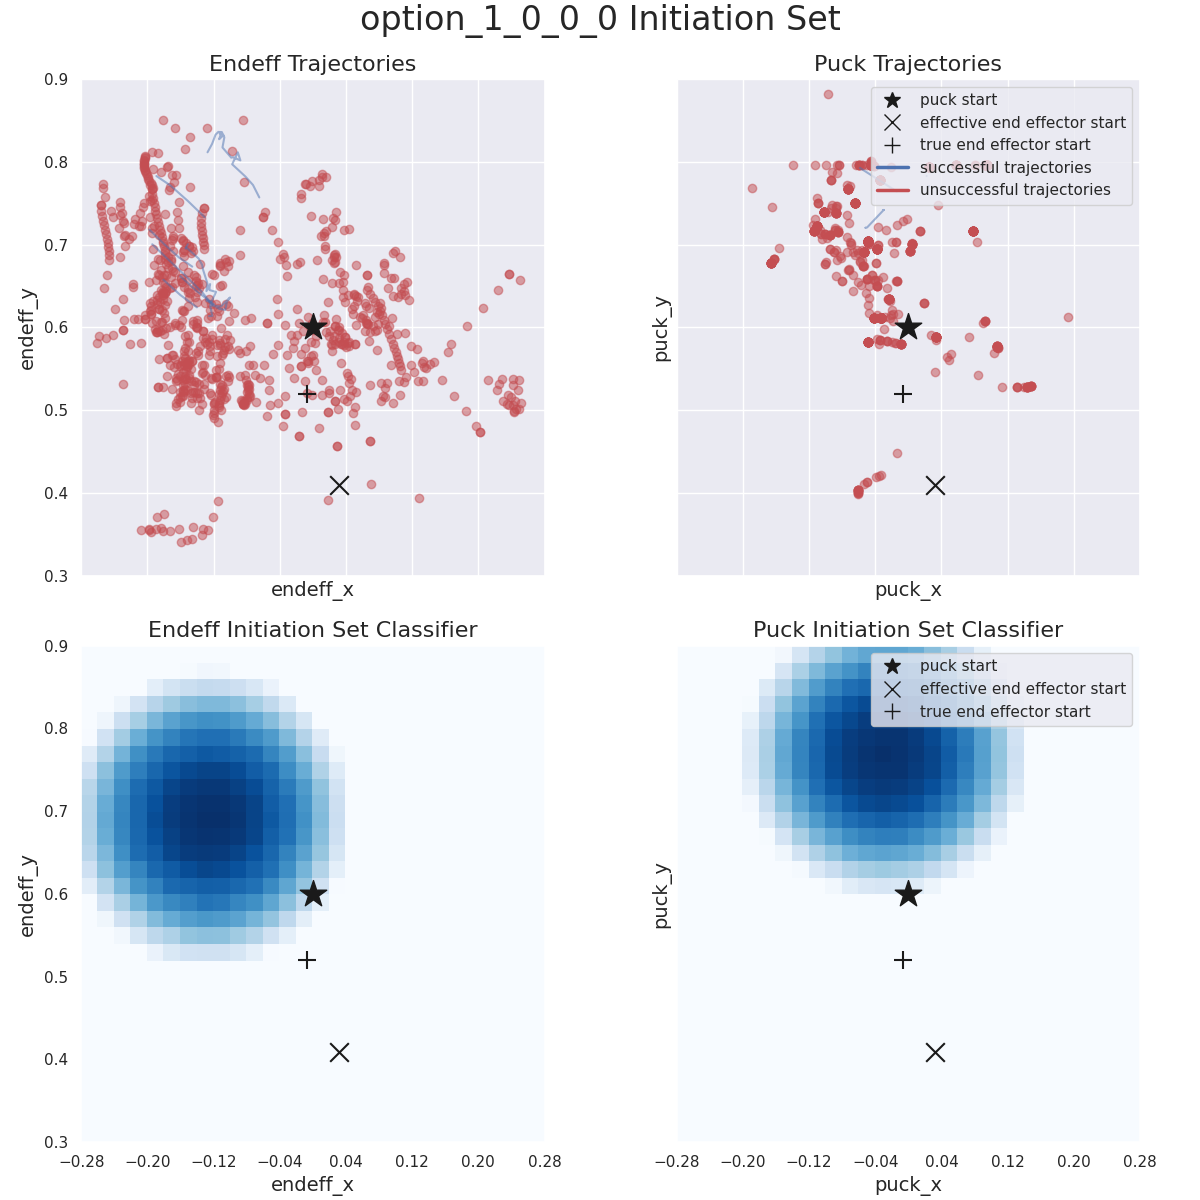 option_1_0_0_0 Initiation Set
Endeff Trajectories
Puck Trajectories
0.9
0.8
0.7
0.6
0.5
0.4
0.3
endeff_y
endeff_x
puck start
effective end effector start
true end effector start
successful trajectories
unsuccessful trajectories
puck_y
puck_x
Endeff Initiation Set Classifier
Puck Initiation Set Classifier
0.9
0.8
0.7
0.6
0.5
0.4
0.3
endeff_y
−0.28 −0.20 −0.12 −0.04 0.04 0.12 0.20 0.28
endeff_x
puck start
effective end effector start
true end effector start
puck_y
−0.28 −0.20 −0.12 −0.04 0.04 0.12 0.20 0.28
puck_x